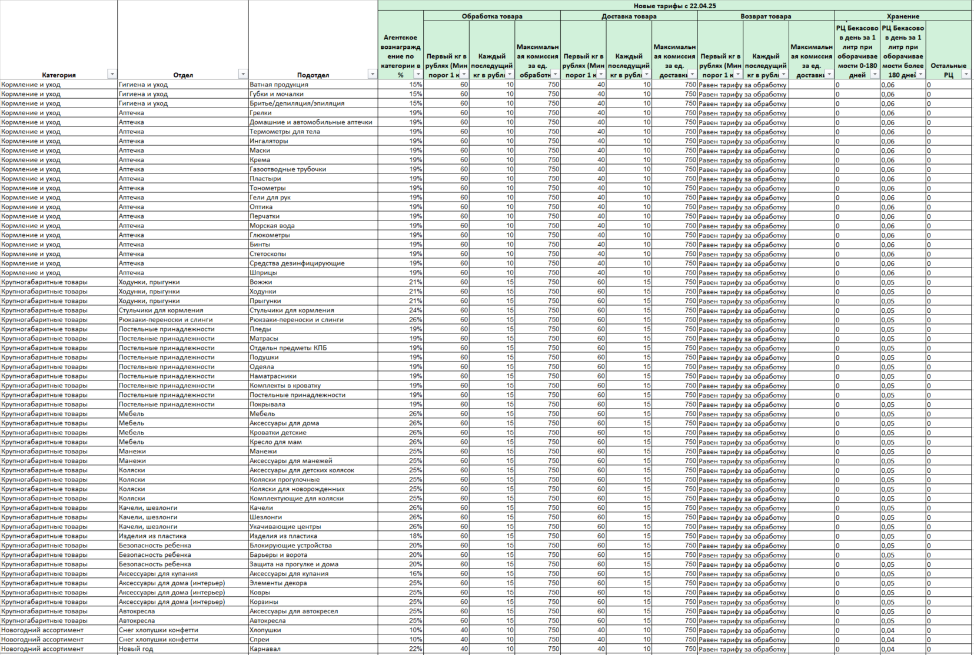 Новые тарифы с 22.04.25
Обработка товара Доставка товара Возврат товара Хранение
Категория Отдел Подотдел Агентское вознагражд ение по категории в % Первый кг в рублях (Мин порог 1 к Каждый последующий кг в рубл Максимальн ая комиссия за ед. обработк Первый кг в рублях (Мин порог 1 к Каждый последующий кг в рубл Максимальн ая комиссия за ед. доставк Первый кг в рублях (Мин порог 1 к Каждый последующий кг в рубл Максимальн ая комиссия за ед. доставк РЦ Бекасово в день за 1 литр при оборачивае мости 0-180 дней РЦ Бекасово в день за 1 литр при оборачивае мости более 180 дней Остальные РЦ
Кормление и уход Гигиена и уход Ватная продукция 15% 60 10 750 40 10 750 Равен тарифу за обработку 0 0,06 0
Кормление и уход Гигиена и уход Губки и мочалки 15% 60 10 750 40 10 750 Равен тарифу за обработку 0 0,06 0
Кормление и уход Гигиена и уход Бритье/депиляция/эпиляция 15% 60 10 750 40 10 750 Равен тарифу за обработку 0 0,06 0
Кормление и уход Аптечка Грелки 19% 60 10 750 40 10 750 Равен тарифу за обработку 0 0,06 0
Кормление и уход Аптечка Домашние и автомобильные аптечки 19% 60 10 750 40 10 750 Равен тарифу за обработку 0 0,06 0
Кормление и уход Аптечка Термометры для тела 19% 60 10 750 40 10 750 Равен тарифу за обработку 0 0,06 0
Кормление и уход Аптечка Ингаляторы 19% 60 10 750 40 10 750 Равен тарифу за обработку 0 0,06 0
Кормление и уход Аптечка Маски 19% 60 10 750 40 10 750 Равен тарифу за обработку 0 0,06 0
Кормление и уход Аптечка Крема 19% 60 10 750 40 10 750 Равен тарифу за обработку 0 0,06 0
Кормление и уход Аптечка Газоотводные трубочки 19% 60 10 750 40 10 750 Равен тарифу за обработку 0 0,06 0
Кормление и уход Аптечка Пластыри 19% 60 10 750 40 10 750 Равен тарифу за обработку 0 0,06 0
Кормление и уход Аптечка Тонометры 19% 60 10 750 40 10 750 Равен тарифу за обработку 0 0,06 0
Кормление и уход Аптечка Гели для рук 19% 60 10 750 40 10 750 Равен тарифу за обработку 0 0,06 0
Кормление и уход Аптечка Оптика 19% 60 10 750 40 10 750 Равен тарифу за обработку 0 0,06 0
Кормление и уход Аптечка Перчатки 19% 60 10 750 40 10 750 Равен тарифу за обработку 0 0,06 0
Кормление и уход Аптечка Морская вода 19% 60 10 750 40 10 750 Равен тарифу за обработку 0 0,06 0
Кормление и уход Аптечка Глюкометры 19% 60 10 750 40 10 750 Равен тарифу за обработку 0 0,06 0
Кормление и уход Аптечка Бинты 19% 60 10 750 40 10 750 Равен тарифу за обработку 0 0,06 0
Кормление и уход Аптечка Стетоскопы 19% 60 10 750 40 10 750 Равен тарифу за обработку 0 0,06 0
Кормление и уход Аптечка Средства дезинфицирующие 19% 60 10 750 40 10 750 Равен тарифу за обработку 0 0,06 0
Кормление и уход Аптечка Шприцы 19% 60 10 750 40 10 750 Равен тарифу за обработку 0 0,06 0
Крупногабаритные товары Ходунки, прыгунки Вожжи 21% 60 15 750 60 15 750 Равен тарифу за обработку 0 0,05 0
Крупногабаритные товары Ходунки, прыгунки Ходунки 21% 60 15 750 60 15 750 Равен тарифу за обработку 0 0,05 0
Крупногабаритные товары Ходунки, прыгунки Прыгунки 21% 60 15 750 60 15 750 Равен тарифу за обработку 0 0,05 0
Крупногабаритные товары Стульчики для кормления Стульчики для кормления 24% 60 15 750 60 15 750 Равен тарифу за обработку 0 0,05 0
Крупногабаритные товары Рюкзаки-переноски и слинги Рюкзаки-переноски и слинги 26% 60 15 750 60 15 750 Равен тарифу за обработку 0 0,05 0
Крупногабаритные товары Постельные принадлежности Пледы 19% 60 15 750 60 15 750 Равен тарифу за обработку 0 0,05 0
Крупногабаритные товары Постельные принадлежности Матрасы 19% 60 15 750 60 15 750 Равен тарифу за обработку 0 0,05 0
Крупногабаритные товары Постельные принадлежности Отдельн предметы КПБ 19% 60 15 750 60 15 750 Равен тарифу за обработку 0 0,05 0
Крупногабаритные товары Постельные принадлежности Подушки 19% 60 15 750 60 15 750 Равен тарифу за обработку 0 0,05 0
Крупногабаритные товары Постельные принадлежности Одеяла 19% 60 15 750 60 15 750 Равен тарифу за обработку 0 0,05 0
Крупногабаритные товары Постельные принадлежности Наматрасники 19% 60 15 750 60 15 750 Равен тарифу за обработку 0 0,05 0
Крупногабаритные товары Постельные принадлежности Комплекты в кроватку 19% 60 15 750 60 15 750 Равен тарифу за обработку 0 0,05 0
Крупногабаритные товары Постельные принадлежности Постельные принадлежности 19% 60 15 750 60 15 750 Равен тарифу за обработку 0 0,05 0
Крупногабаритные товары Постельные принадлежности Покрывала 19% 60 15 750 60 15 750 Равен тарифу за обработку 0 0,05 0
Крупногабаритные товары Мебель Мебель 26% 60 15 750 60 15 750 Равен тарифу за обработку 0 0,05 0
Крупногабаритные товары Мебель Аксессуары для дома 26% 60 15 750 60 15 750 Равен тарифу за обработку 0 0,05 0
Крупногабаритные товары Мебель Кроватки детские 26% 60 15 750 60 15 750 Равен тарифу за обработку 0 0,05 0
Крупногабаритные товары Мебель Кресло для мам 26% 60 15 750 60 15 750 Равен тарифу за обработку 0 0,05 0
Крупногабаритные товары Манежи Манежи 25% 60 15 750 60 15 750 Равен тарифу за обработку 0 0,05 0
Крупногабаритные товары Манежи Аксессуары для манежей 25% 60 15 750 60 15 750 Равен тарифу за обработку 0 0,05 0
Крупногабаритные товары Коляски Аксессуары для детских колясок 25% 60 15 750 60 15 750 Равен тарифу за обработку 0 0,05 0
Крупногабаритные товары Коляски Коляски прогулочные 25% 60 15 750 60 15 750 Равен тарифу за обработку 0 0,05 0
Крупногабаритные товары Коляски Коляски для новорожденных 25% 60 15 750 60 15 750 Равен тарифу за обработку 0 0,05 0
Крупногабаритные товары Коляски Комплектующие для коляски 25% 60 15 750 60 15 750 Равен тарифу за обработку 0 0,05 0
Крупногабаритные товары Качели, шезлонги Качели 26% 60 15 750 60 15 750 Равен тарифу за обработку 0 0,05 0
Крупногабаритные товары Качели, шезлонги Шезлонги 26% 60 15 750 60 15 750 Равен тарифу за обработку 0 0,05 0
Крупногабаритные товары Качели, шезлонги Укачивающие центры 26% 60 15 750 60 15 750 Равен тарифу за обработку 0 0,05 0
Крупногабаритные товары Изделия из пластика Изделия из пластика 18% 60 15 750 60 15 750 Равен тарифу за обработку 0 0,05 0
Крупногабаритные товары Безопасность ребенка Блокирующие устройства 20% 60 15 750 60 15 750 Равен тарифу за обработку 0 0,05 0
Крупногабаритные товары Безопасность ребенка Барьеры и ворота 20% 60 15 750 60 15 750 Равен тарифу за обработку 0 0,05 0
Крупногабаритные товары Безопасность ребенка Защита на прогулке и дома 20% 60 15 750 60 15 750 Равен тарифу за обработку 0 0,05 0
Крупногабаритные товары Аксессуары для купания Аксессуары для купания 16% 60 15 750 60 15 750 Равен тарифу за обработку 0 0,05 0
Крупногабаритные товары Аксессуары для дома (интерьер) Элементы декора 25% 60 15 750 60 15 750 Равен тарифу за обработку 0 0,05 0
Крупногабаритные товары Аксессуары для дома (интерьер) Ковры 25% 60 15 750 60 15 750 Равен тарифу за обработку 0 0,05 0
Крупногабаритные товары Аксессуары для дома (интерьер) Корзины 25% 60 15 750 60 15 750 Равен тарифу за обработку 0 0,05 0
Крупногабаритные товары Автокресла Аксессуары для автокресел 25% 60 15 750 60 15 750 Равен тарифу за обработку 0 0,05 0
Крупногабаритные товары Автокресла Автокресла 25% 60 15 750 60 15 750 Равен тарифу за обработку 0 0,05 0
Новогодний ассортимент Снег хлопушки конфетти Хлопушки 10% 40 10 750 40 10 750 Равен тарифу за обработку 0 0,04 0
Новогодний ассортимент Снег хлопушки конфетти Спреи 10% 40 10 750 40 10 750 Равен тарифу за обработку 0 0,04 0
Новогодний ассортимент Новый год Карнавал 22% 40 10 750 40 10 750 Равен тарифу за обработку 0 0,04 0